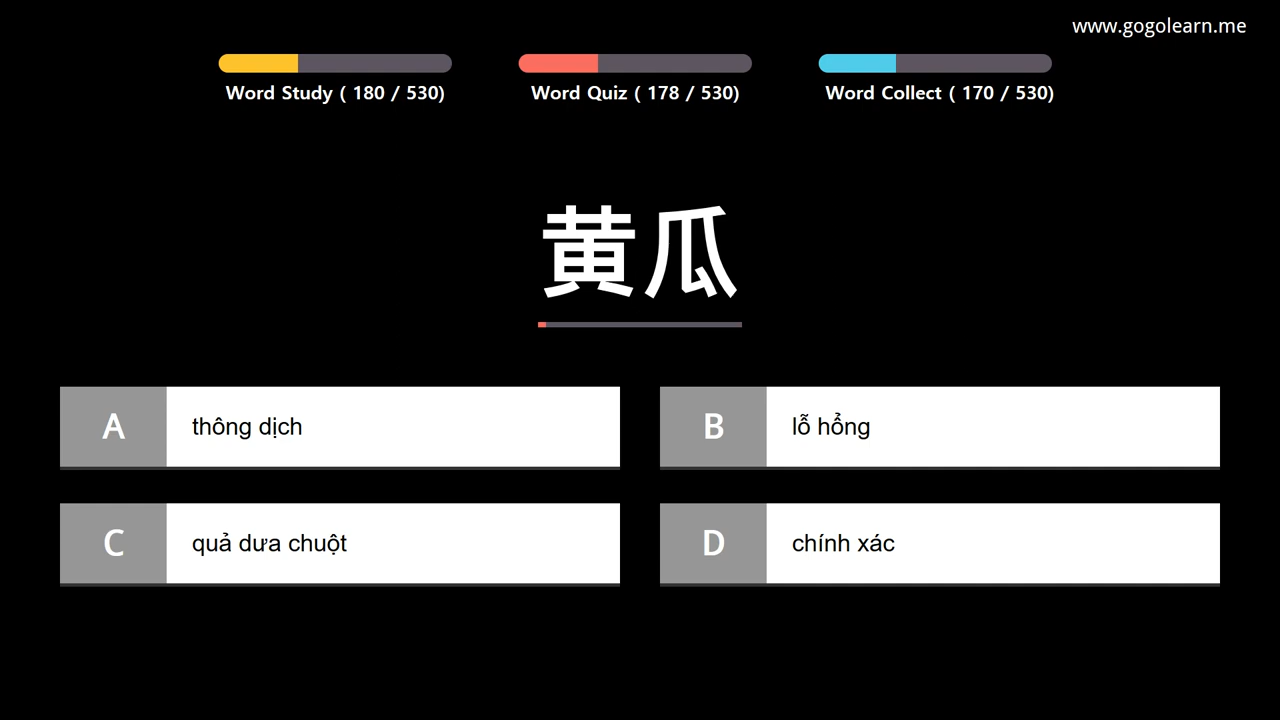 www.gogolearn.me
Word Study ( 180 / 530)
Word Quiz ( 178 / 530)
Word Collect ( 170 / 530)
黄瓜
A
thông dịch
B
lỗ hổng
C
quả dưa chuột
D
chính xác